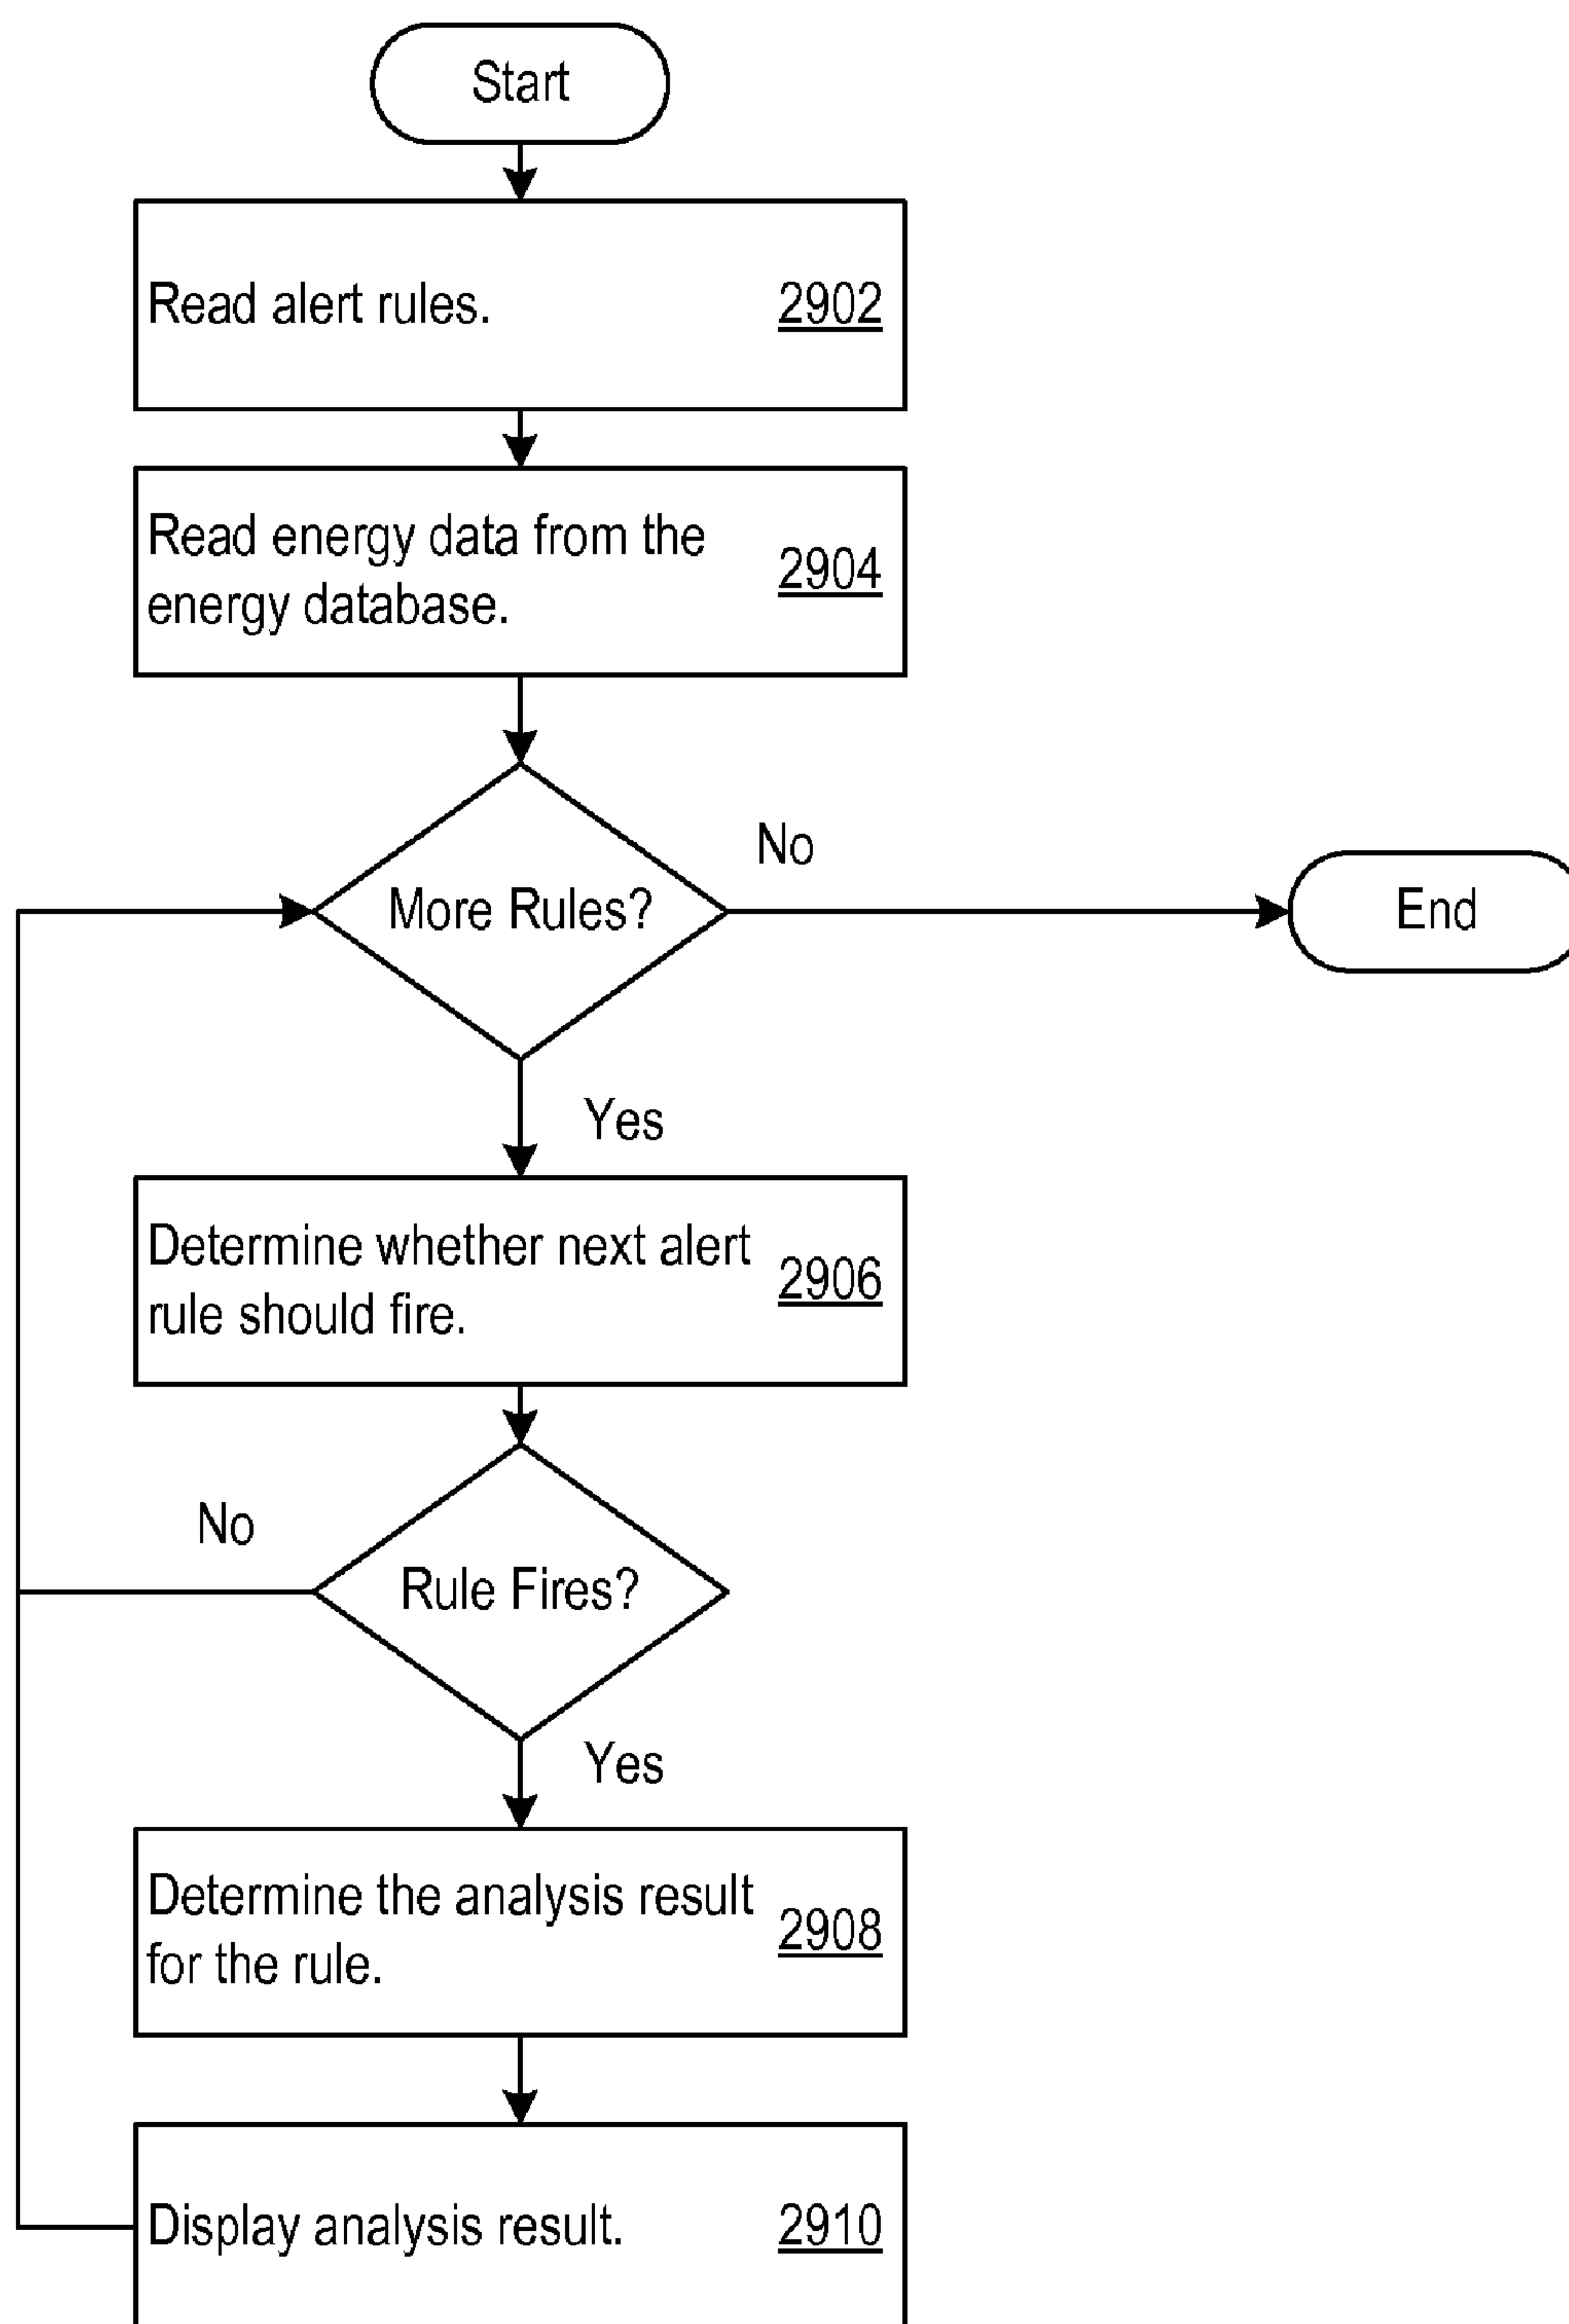 Start
Read alert rules.
2902
Read energy data from the
energy database.
2904
More Rules?
No
End
Yes
Determine whether next alert
rule should fire.
2906
Rule Fires?
No
Yes
Determine the analysis result
for the rule.
2908
Display analysis result.
2910